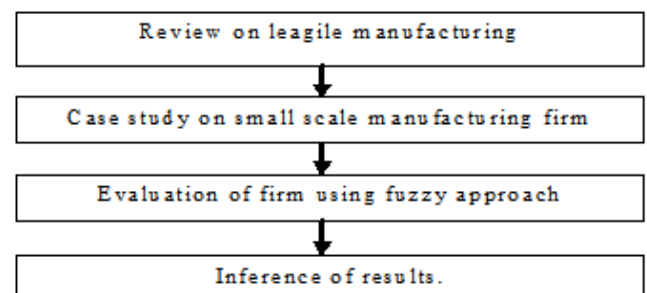 Review on leagile manufacturing
Case study on small scale manufacturing firm
Evaluation of firm using fuzzy approach
Inference of results.